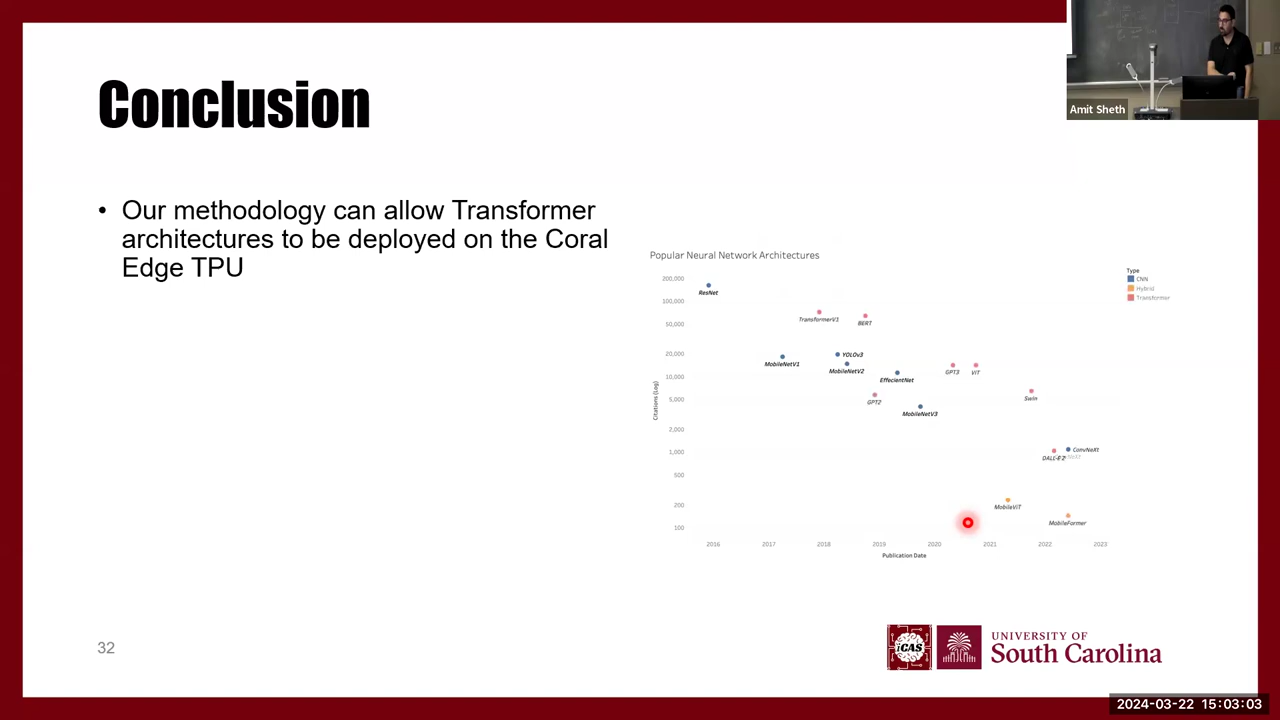 Conclusion
Amit Sheth
• Our methodology can allow Transformer
architectures to be deployed on the Coral
Edge TPU
Popular Neural Network Architectures
Type
CNN
Hybrid
Transformer
Citations (Log)
200,000
100,000
50,000
20,000
10,000
5,000
2,000
1,000
500
200
100
ResNet
TransformerV1
BERT
MobileNetV1
YOLOv3
MobileNetV2
EffecientNet
GPT3
ViT
GPT2
MobileNetV3
Swin
ConvNeXt
DALL-E 2
MobileViT
MobileFormer
2016 2017 2018 2019 2020 2021 2022 2023
Publication Date
32
iCAS
UNIVERSITY OF
South Carolina
2024-03-22 15:03:03